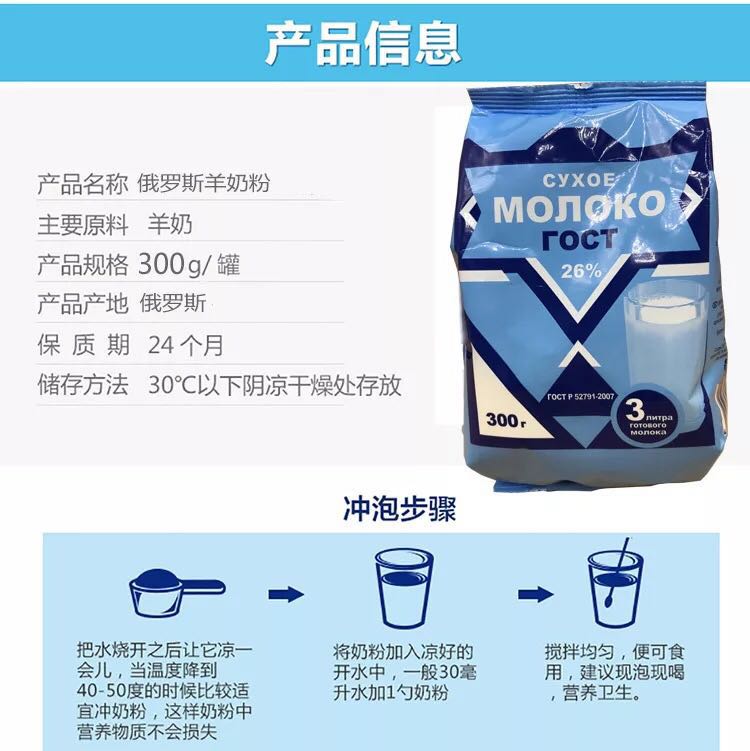 产品信息
产品名称 俄罗斯羊奶粉
主要原料 羊奶
产品规格 300g/罐
产品产地 俄罗斯
保 质 期 24个月
储存方法 30℃以下阴凉干燥处存放
СУХОЕ
МОЛОКО
ГОСТ
26%
ГОСТ Р 52791-2007
300 г
3 ЛИТРА
ГОТОВОГО
МОЛОКА
冲泡步骤
把水烧开之后让它凉一
会儿，当温度降到
40-50度的时候比较适
宜冲奶粉，这样奶粉中
营养物质不会损失
将奶粉加入凉好的
开水中，一般30毫
升水加1勺奶粉
搅拌均匀，便可食
用，建议现泡现喝
，营养卫生。